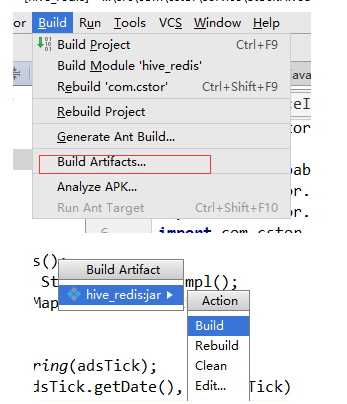 Build Run Tools VCS Window Help
Build Project Ctrl+F9
Build Module 'hive_redis'
Rebuild 'com.cstor' Ctrl+Shift+F9
java
Rebuild Project
Generate Ant Build...
Build Artifacts...
Analyze APK...
Run Ant Target Ctrl+Shift+F10
6 import com.cstor
s();
Build Artifact
hive_redis:jar
mpl();
Map
Action
Build
Rebuild
Clean
Edit...
ring(adsTick);
dsTick.getDate(), Tick)